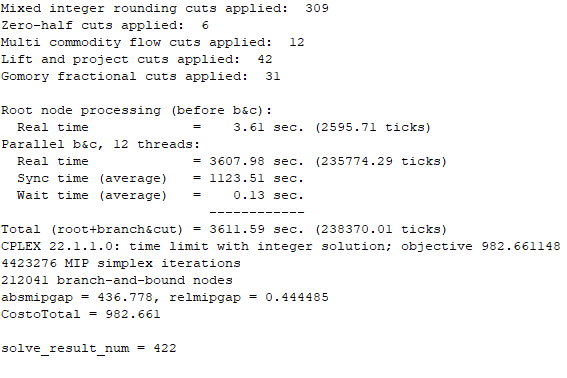 Mixed integer rounding cuts applied:  309
Zero-half cuts applied:  6
Multi commodity flow cuts applied:  12
Lift and project cuts applied:  42
Gomory fractional cuts applied:  31

Root node processing (before b&c):
  Real time             =    3.61 sec. (2595.71 ticks)
Parallel b&c, 12 threads:
  Real time             = 3607.98 sec. (235774.29 ticks)
  Sync time (average)   = 1123.51 sec.
  Wait time (average)   =    0.13 sec.
                          ------------
Total (root+branch&cut) = 3611.59 sec. (238370.01 ticks)
CPLEX 22.1.1.0: time limit with integer solution; objective 982.661148
4423276 MIP simplex iterations
212041 branch-and-bound nodes
absmipgap = 436.778, relmipgap = 0.444485
CostoTotal = 982.661

solve_result_num = 422